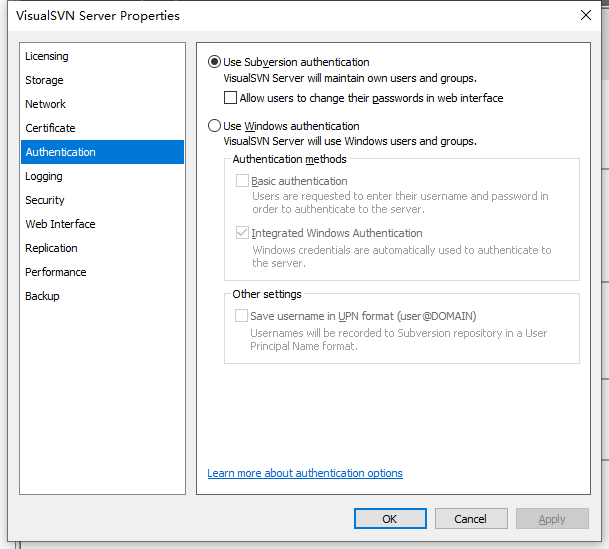 VisualSVN Server Properties
Licensing
Storage
Network
Certificate
Authentication
Logging
Security
Web Interface
Replication
Performance
Backup
Use Subversion authentication
VisualSVN Server will maintain own users and groups.
Allow users to change their passwords in web interface
Use Windows authentication
VisualSVN Server will use Windows users and groups.
Authentication methods
Basic authentication
Users are requested to enter their username and password in
order to authenticate to the server.
Integrated Windows Authentication
Windows credentials are automatically used to authenticate to
the server.
Other settings
Save username in UPN format (user@DOMAIN)
Usernames will be recorded to Subversion repository in a User
Principal Name format.
Learn more about authentication options
OK
Cancel
Apply